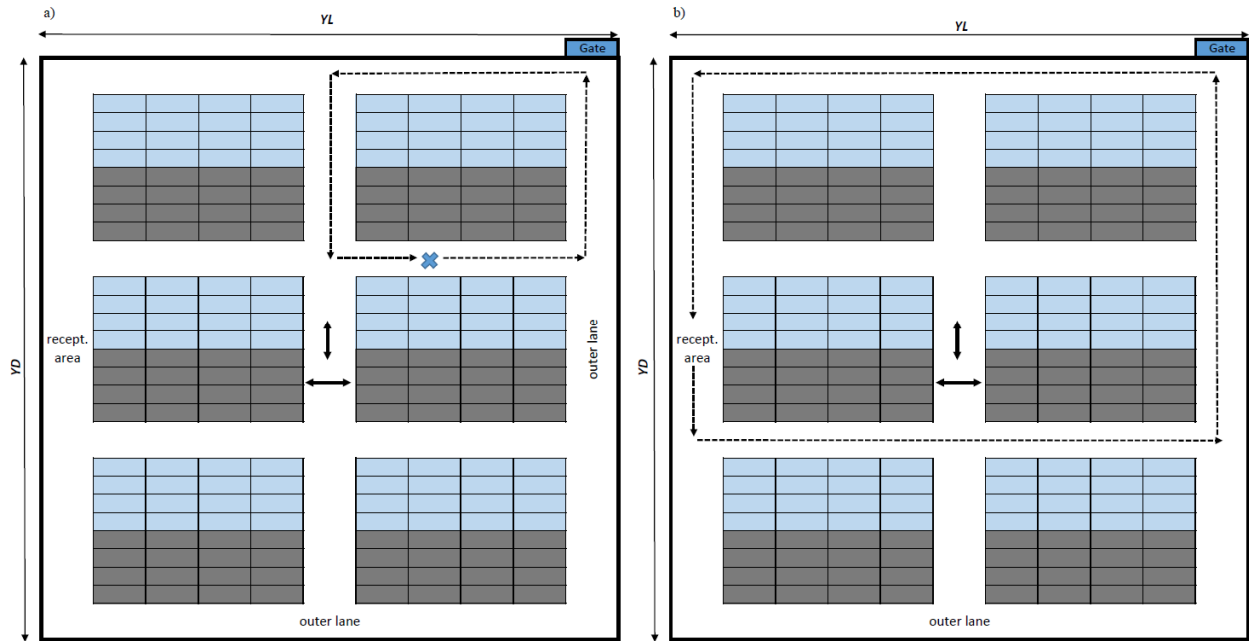 a)
YL
Gate
YD
recept.
area
outer lane
outer lane
b)
YL
Gate
YD
recept.
area
outer lane